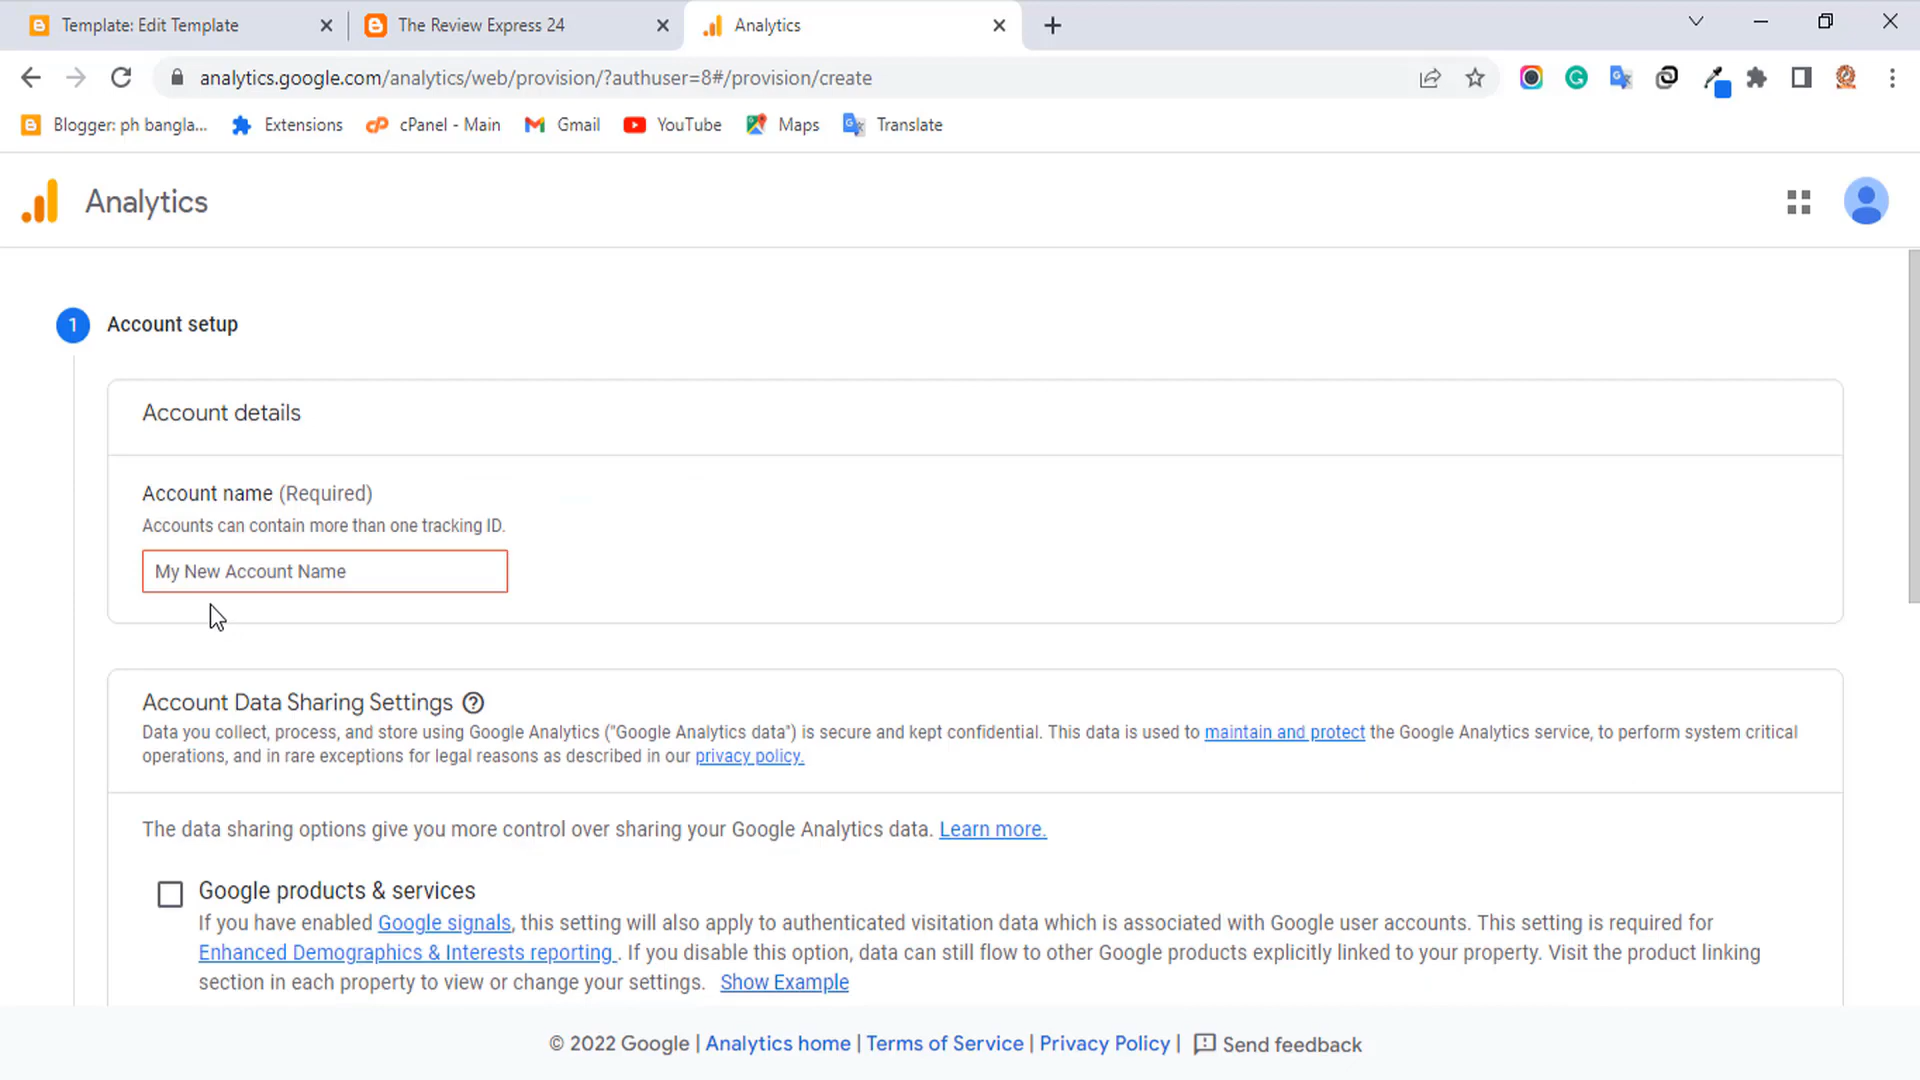 Template: Edit Template
The Review Express 24
Analytics
analytics.google.com/analytics/web/provision/?authuser=8#/provision/create
Blogger: ph bangla...
Extensions
cPanel - Main
Gmail
YouTube
Maps
Translate
Analytics
1 Account setup
Account details
Account name (Required)
Accounts can contain more than one tracking ID.
My New Account Name
Account Data Sharing Settings
Data you collect, process, and store using Google Analytics ("Google Analytics data") is secure and kept confidential. This data is used to maintain and protect the Google Analytics service, to perform system critical
operations, and in rare exceptions for legal reasons as described in our privacy policy.
The data sharing options give you more control over sharing your Google Analytics data. Learn more.
Google products & services
If you have enabled Google signals, this setting will also apply to authenticated visitation data which is associated with Google user accounts. This setting is required for
Enhanced Demographics & Interests reporting . If you disable this option, data can still flow to other Google products explicitly linked to your property. Visit the product linking
section in each property to view or change your settings. Show Example
© 2022 Google | Analytics home | Terms of Service | Privacy Policy | Send feedback